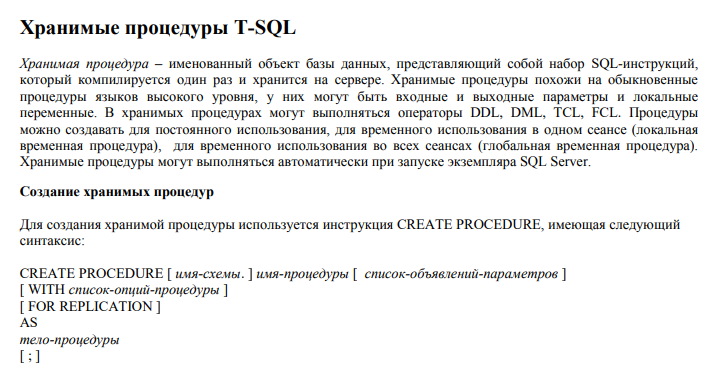 Хранимые процедуры T-SQL
Хранимая процедура – именованный объект базы данных, представляющий собой набор SQL-инструкций,
который компилируется один раз и хранится на сервере. Хранимые процедуры похожи на обыкновенные
процедуры языков высокого уровня, у них могут быть входные и выходные параметры и локальные
переменные. В хранимых процедурах могут выполняться операторы DDL, DML, TCL, FCL. Процедуры
можно создавать для постоянного использования, для временного использования в одном сеансе (локальная
временная процедура), для временного использования во всех сеансах (глобальная временная процедура).
Хранимые процедуры могут выполняться автоматически при запуске экземпляра SQL Server.
Создание хранимых процедур
Для создания хранимой процедуры используется инструкция CREATE PROCEDURE, имеющая следующий
синтаксис:
CREATE PROCEDURE [ имя-схемы. ] имя-процедуры [ список-объявлений-параметров ]
[ WITH список-опций-процедуры ]
[ FOR REPLICATION ]
AS
тело-процедуры
[ ; ]